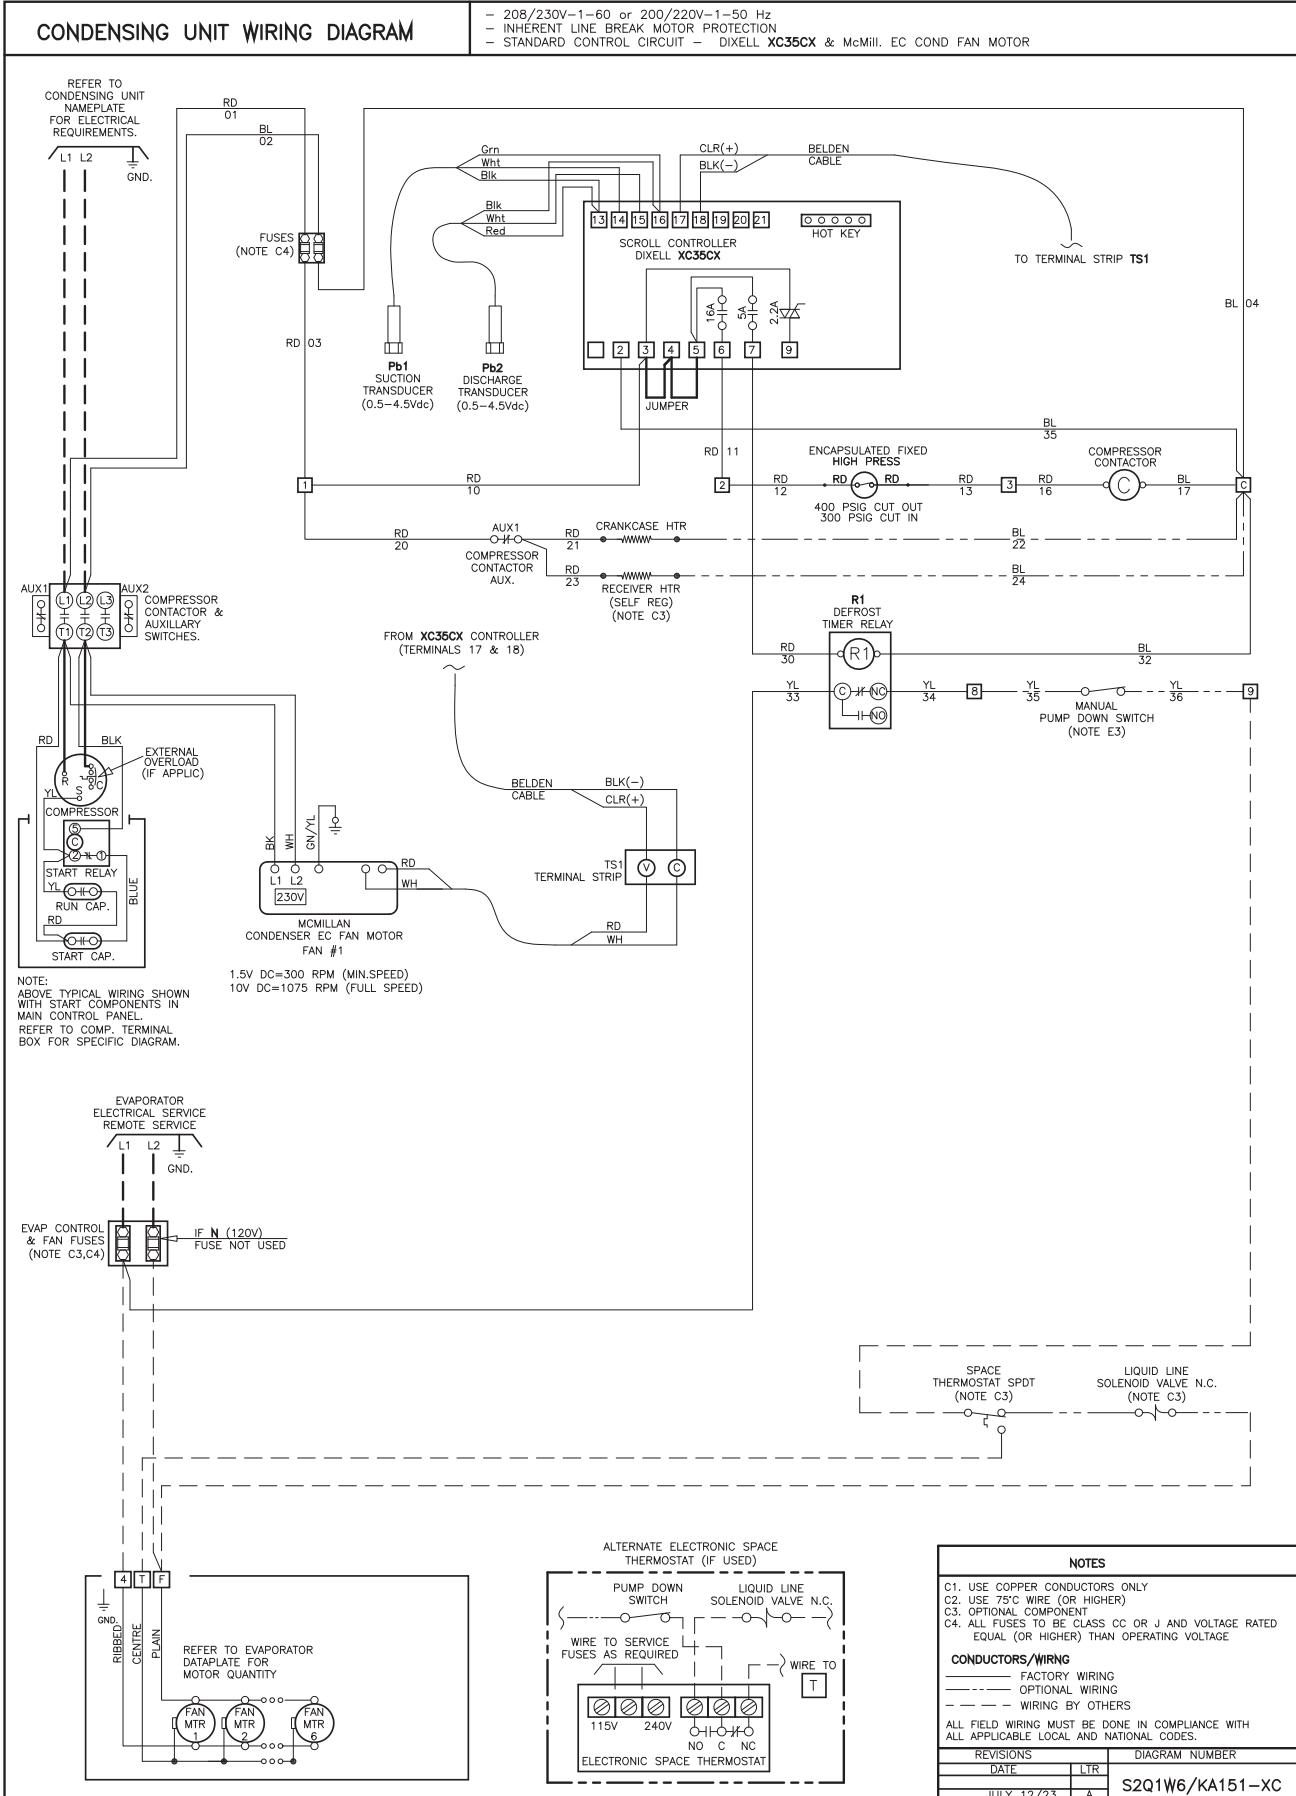 CONDENSING UNIT WIRING DIAGRAM
- 208/230V-1-60 or 200/220V-1-50 Hz
- INHERENT LINE BREAK MOTOR PROTECTION
- STANDARD CONTROL CIRCUIT - DIXELL XC35CX & McMill. EC COND FAN MOTOR
REFER TO
CONDENSING UNIT
NAMEPLATE
FOR ELECTRICAL
REQUIREMENTS.
L1 L2
GND.
RD
01
BL
02
FUSES
(NOTE C4)
RD 03
Grn
Wht
Blk
Blk
Wht
Red
CLR(+)
BLK(-)
BELDEN
CABLE
TO TERMINAL STRIP TS1
13 14 15 16 17 18 19 20 21
HOT KEY
SCROLL CONTROLLER
DIXELL XC35CX
16A
5A
2.2A
2 3 4 5 6 7 9
JUMPER
Pb1
SUCTION
TRANSDUCER
(0.5-4.5Vdc)
Pb2
DISCHARGE
TRANSDUCER
(0.5-4.5Vdc)
BL 04
BL
35
RD 11
1
RD
10
2
RD
12
ENCAPSULATED FIXED
HIGH PRESS
RD
RD
400 PSIG CUT OUT
300 PSIG CUT IN
RD
13
3
RD
16
COMPRESSOR
CONTACTOR
C
BL
17
C
RD
20
AUX1
COMPRESSOR
CONTACTOR
AUX.
RD
21
CRANKCASE HTR
BL
22
RD
23
RECEIVER HTR
(SELF REG)
(NOTE C3)
BL
24
AUX1
AUX2
L1 L2 L3
T1 T2 T3
COMPRESSOR
CONTACTOR &
AUXILLARY
SWITCHES.
FROM XC35CX CONTROLLER
(TERMINALS 17 & 18)
R1
DEFROST
TIMER RELAY
RD
30
R1
BL
32
YL
33
C
NC
NO
YL
34
8
YL
35
MANUAL
PUMP DOWN SWITCH
(NOTE E3)
YL
36
9
RD
BLK
EXTERNAL
OVERLOAD
(IF APPLIC)
R
C
S
YL
COMPRESSOR
5
C
2
1
START RELAY
YL
RUN CAP.
RD
BLUE
START CAP.
NOTE:
ABOVE TYPICAL WIRING SHOWN
WITH START COMPONENTS IN
MAIN CONTROL PANEL.
REFER TO COMP. TERMINAL
BOX FOR SPECIFIC DIAGRAM.
BK
WH
GN/YL
L1 L2
230V
RD
WH
MCMILLAN
CONDENSER EC FAN MOTOR
FAN #1
1.5V DC=300 RPM (MIN.SPEED)
10V DC=1075 RPM (FULL SPEED)
BELDEN
CABLE
BLK(-)
CLR(+)
TS1
TERMINAL STRIP
V
C
RD
WH
EVAPORATOR
ELECTRICAL SERVICE
REMOTE SERVICE
L1 L2
GND.
EVAP CONTROL
& FAN FUSES
(NOTE C3,C4)
IF N (120V)
FUSE NOT USED
SPACE
THERMOSTAT SPDT
(NOTE C3)
LIQUID LINE
SOLENOID VALVE N.C.
(NOTE C3)
4 T F
GND.
RIBBED
CENTRE
PLAIN
REFER TO EVAPORATOR
DATAPLATE FOR
MOTOR QUANTITY
FAN
MTR
1
FAN
MTR
2
FAN
MTR
6
ALTERNATE ELECTRONIC SPACE
THERMOSTAT (IF USED)
PUMP DOWN
SWITCH
LIQUID LINE
SOLENOID VALVE N.C.
WIRE TO SERVICE
FUSES AS REQUIRED
WIRE TO
T
115V 240V
NO C NC
ELECTRONIC SPACE THERMOSTAT
NOTES
C1. USE COPPER CONDUCTORS ONLY
C2. USE 75°C WIRE (OR HIGHER)
C3. OPTIONAL COMPONENT
C4. ALL FUSES TO BE CLASS CC OR J AND VOLTAGE RATED
EQUAL (OR HIGHER) THAN OPERATING VOLTAGE
CONDUCTORS/WIRNG
FACTORY WIRING
OPTIONAL WIRING
WIRING BY OTHERS
ALL FIELD WIRING MUST BE DONE IN COMPLIANCE WITH
ALL APPLICABLE LOCAL AND NATIONAL CODES.
REVISIONS
DIAGRAM NUMBER
DATE LTR
S2Q1W6/KA151-XC
JULY 12/23 A